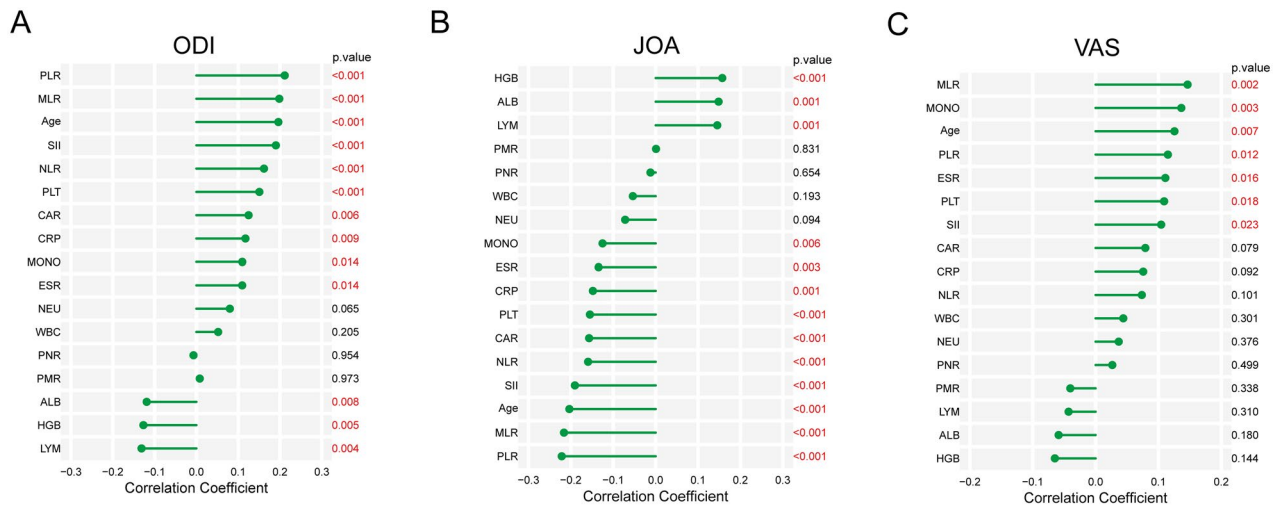 A
ODI
p.value
PLR <0.001
MLR <0.001
Age <0.001
SII <0.001
NLR <0.001
PLT <0.001
CAR 0.006
CRP 0.009
MONO 0.014
ESR 0.014
NEU 0.065
WBC 0.205
PNR 0.954
PMR 0.973
ALB 0.008
HGB 0.005
LYM 0.004
−0.3 −0.2 −0.1 0.0 0.1 0.2 0.3
Correlation Coefficient
B
JOA
p.value
HGB <0.001
ALB 0.001
LYM 0.001
PMR 0.831
PNR 0.654
WBC 0.193
NEU 0.094
MONO 0.006
ESR 0.003
CRP 0.001
PLT <0.001
CAR <0.001
NLR <0.001
SII <0.001
Age <0.001
MLR <0.001
PLR <0.001
−0.3 −0.2 −0.1 0.0 0.1 0.2 0.3
Correlation Coefficient
C
VAS
p.value
MLR 0.002
MONO 0.003
Age 0.007
PLR 0.012
ESR 0.016
PLT 0.018
SII 0.023
CAR 0.079
CRP 0.092
NLR 0.101
WBC 0.301
NEU 0.376
PNR 0.499
PMR 0.338
LYM 0.310
ALB 0.180
HGB 0.144
−0.2 −0.1 0.0 0.1 0.2
Correlation Coefficient